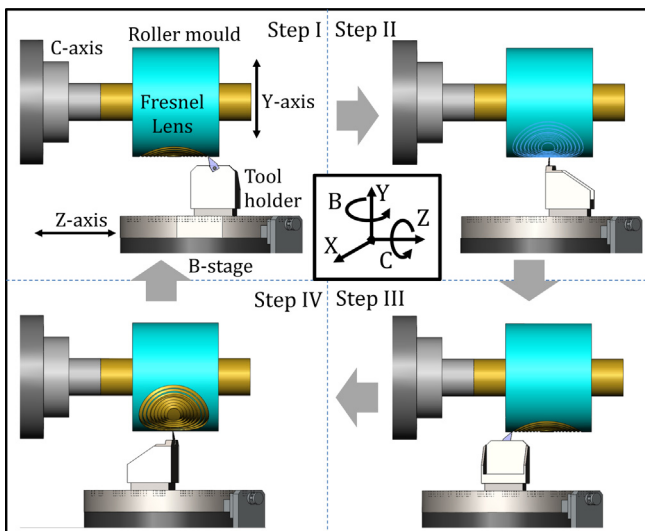 Roller mould
Step I
Step II
C-axis
Fresnel
Lens
Y-axis
Tool
holder
Z-axis
B-stage
B
Y
Z
X
C
Step IV
Step III